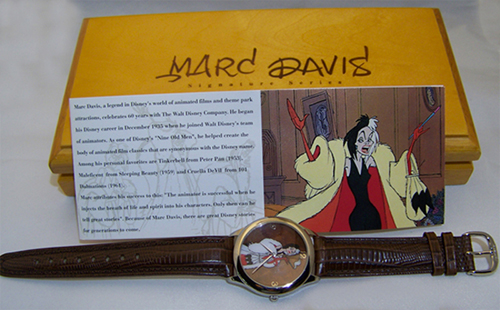 MARC DAVIS
Signature Series
Marc Davis, a legend in Disney's world of animated films and theme park
attractions, celebrates 60 years with The Walt Disney Company. He began
his Disney career in December 1935 when he joined Walt Disney's team
of animators. As one of Disney's "Nine Old Men", he helped create the
body of animated film classics that are synonymous with the Disney name.
Among his personal favorites are Tinkerbell from Peter Pan (1953),
Maleficent from Sleeping Beauty (1959) and Cruella DeVil from 101
Dalmatians (1961).
Marc attributes his success to this: "The animator is successful when he
injects the breath of life and spirit into his characters. Only then can he
tell great stories". Because of Marc Davis, there are great Disney stories
for generations to come.